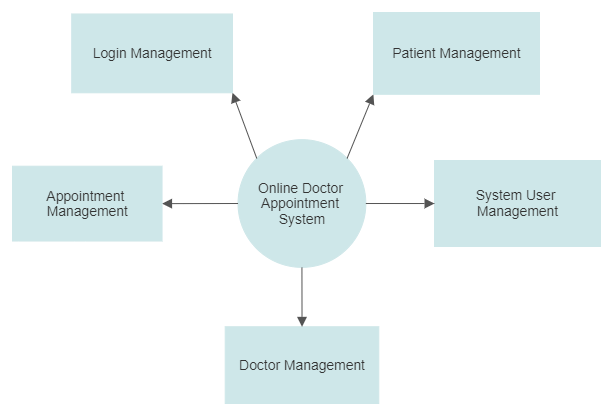 Login Management
Patient Management
Online Doctor
Appointment
System
Appointment
Management
System User
Management
Doctor Management